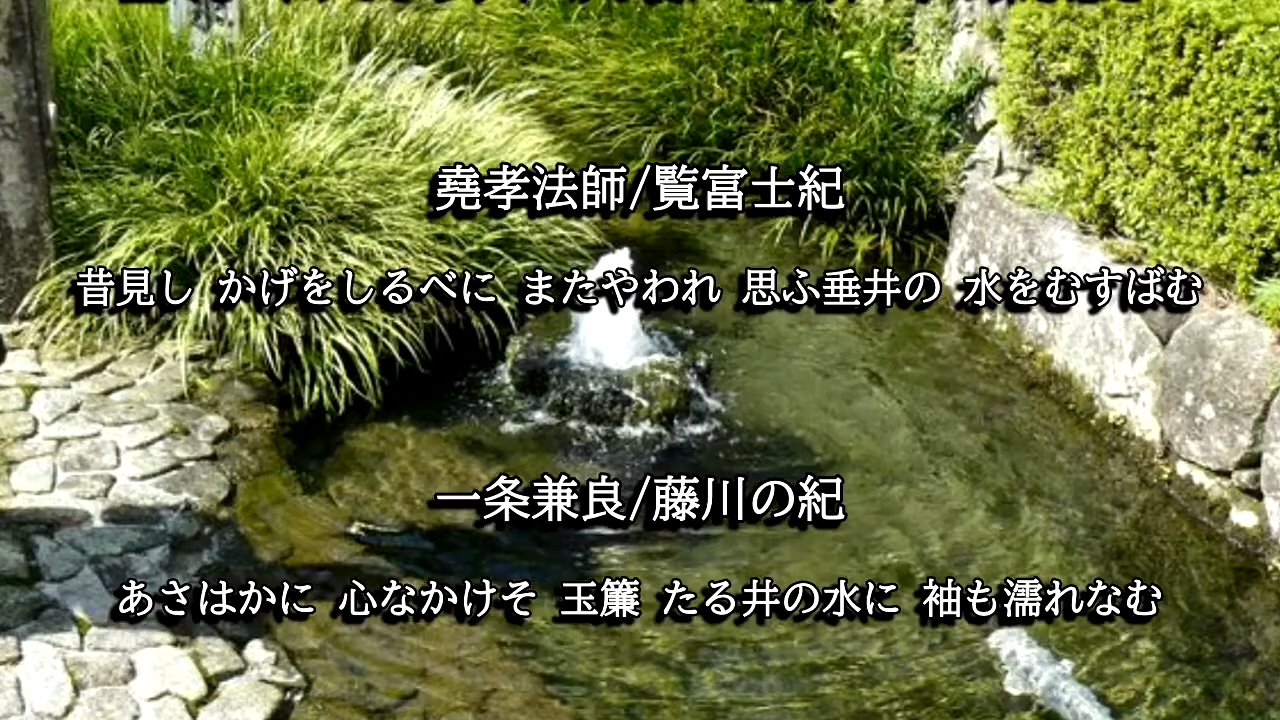 堯孝法師/覧富士紀
昔見し かげをしるべに またやわれ 思ふ垂井の 水をむすばむ
一条兼良/藤川の紀
あさはかに 心なかけそ 玉簾 たる井の水に 袖も濡れなむ